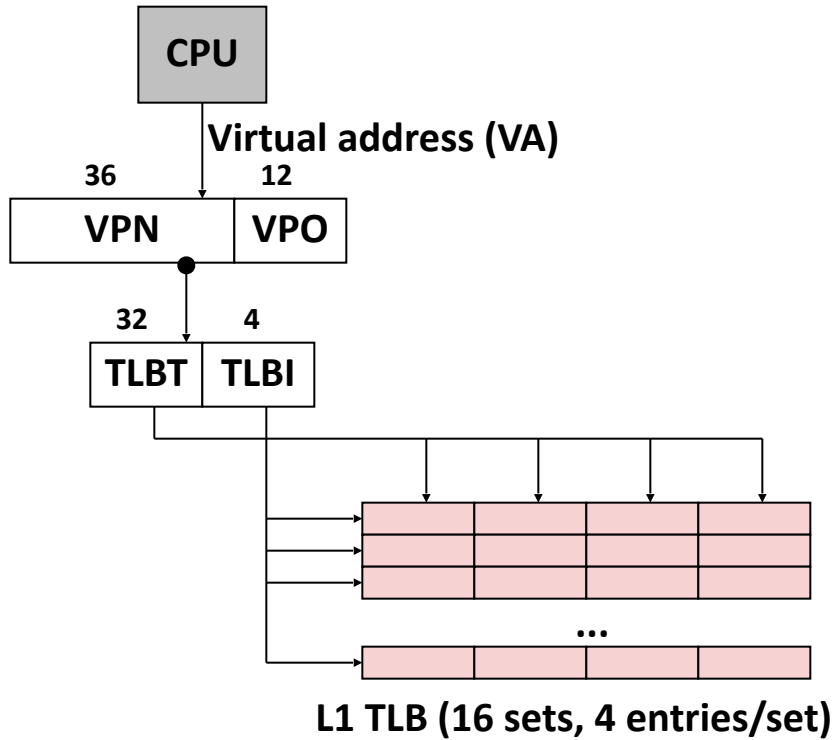 CPU
Virtual address (VA)
36 12
VPN VPO
32 4
TLBT TLBI
...
L1 TLB (16 sets, 4 entries/set)